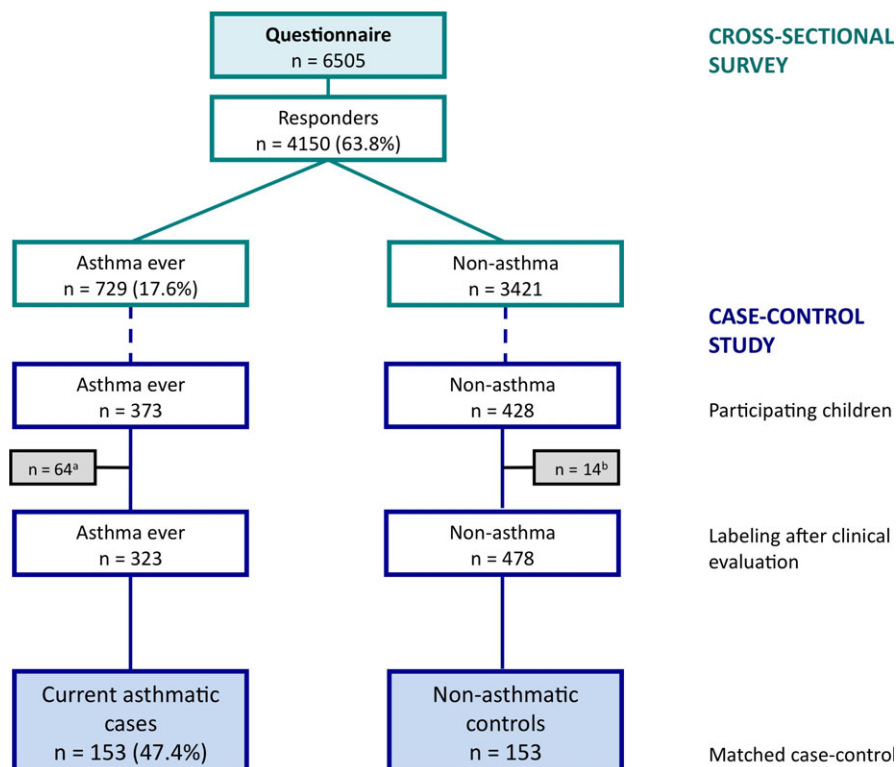 Questionnaire
n = 6505
CROSS-SECTIONAL
SURVEY
Responders
n = 4150 (63.8%)
Asthma ever
n = 729 (17.6%)
Non-asthma
n = 3421
CASE-CONTROL
STUDY
Asthma ever
n = 373
Non-asthma
n = 428
Participating children
n = 64ᵃ
n = 14ᵇ
Asthma ever
n = 323
Non-asthma
n = 478
Labeling after clinical
evaluation
Current asthmatic
cases
n = 153 (47.4%)
Non-asthmatic
controls
n = 153
Matched case-control